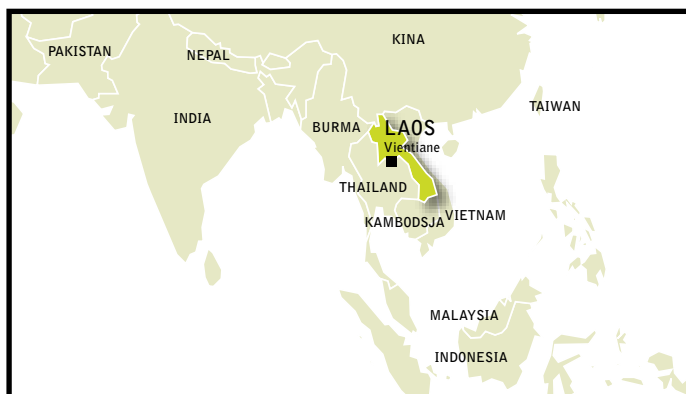 KINA
PAKISTAN
NEPAL
TAIWAN
INDIA
BURMA
LAOS
Vientiane
THAILAND
VIETNAM
KAMBODSJA
MALAYSIA
INDONESIA